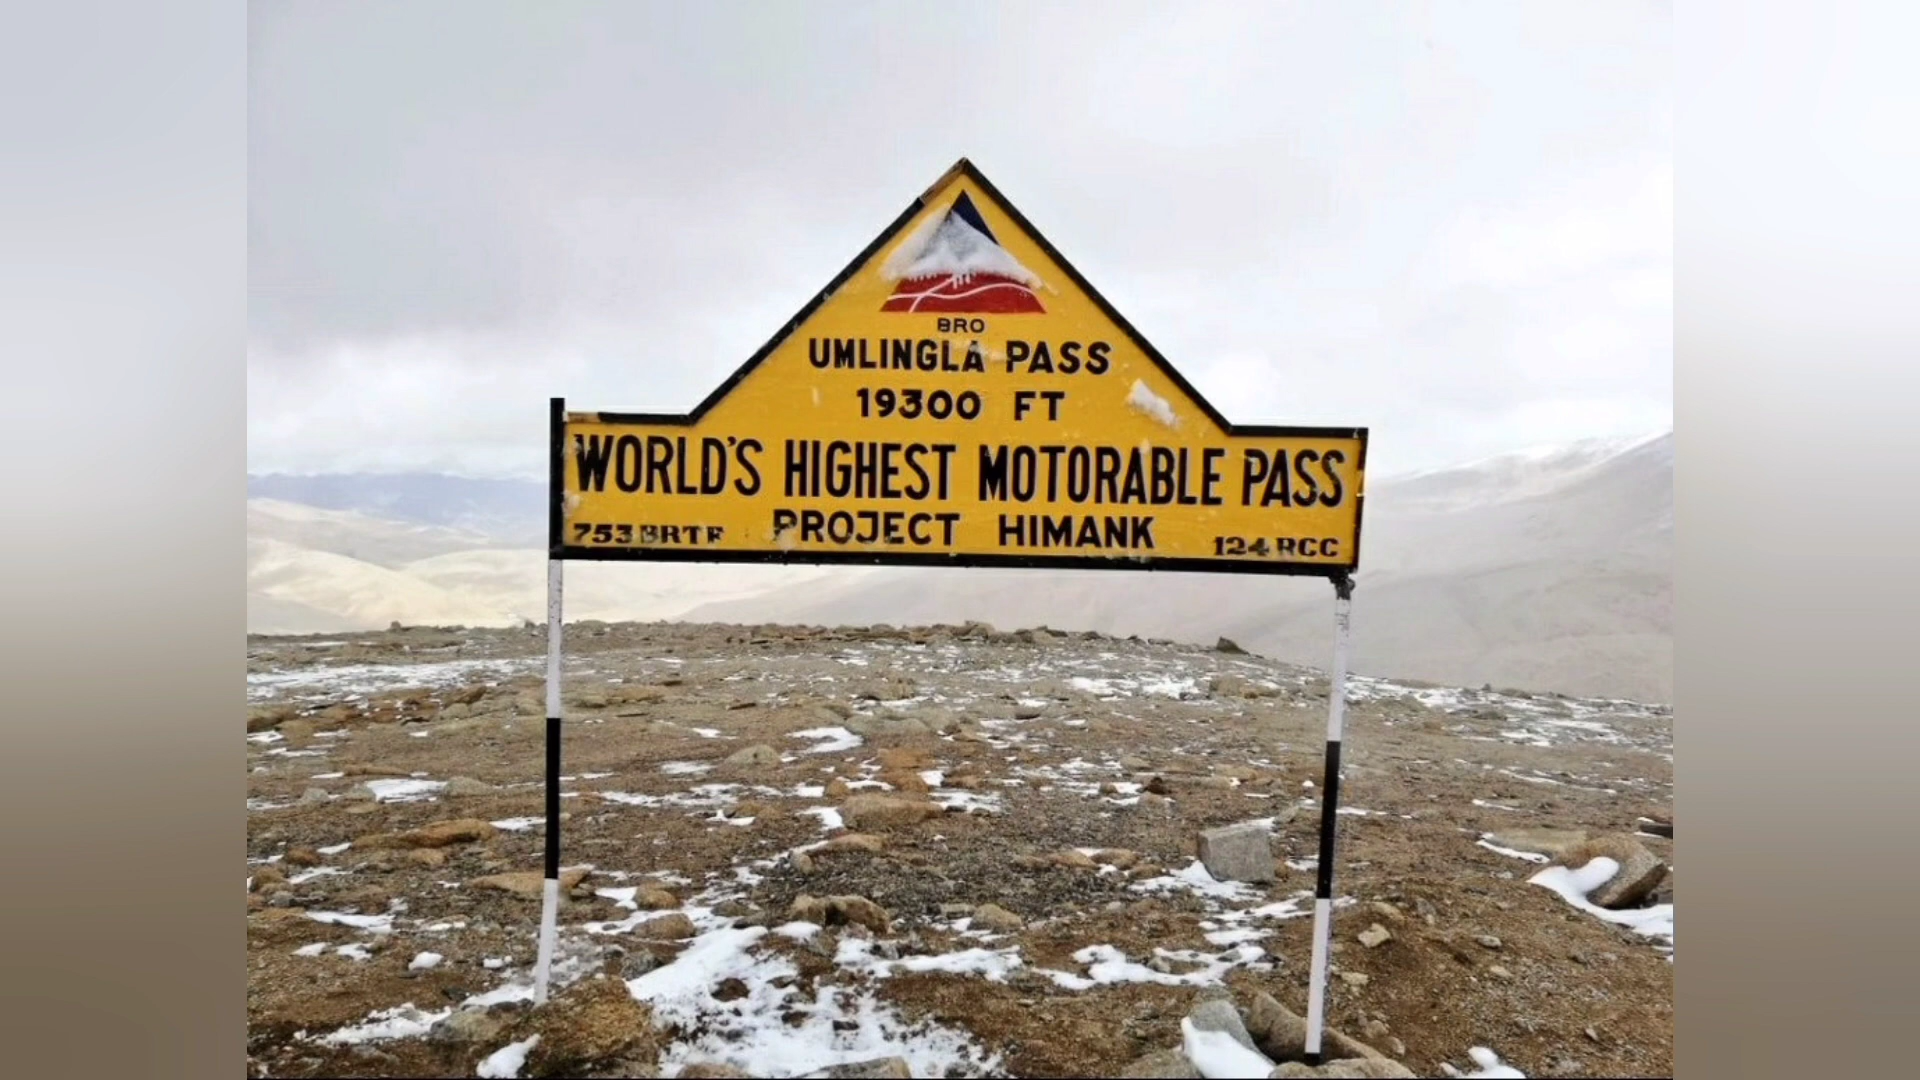 BRO
UMLINGLA PASS
19300 FT
WORLD'S HIGHEST MOTORABLE PASS
753 BRTF PROJECT HIMANK 124 RCC